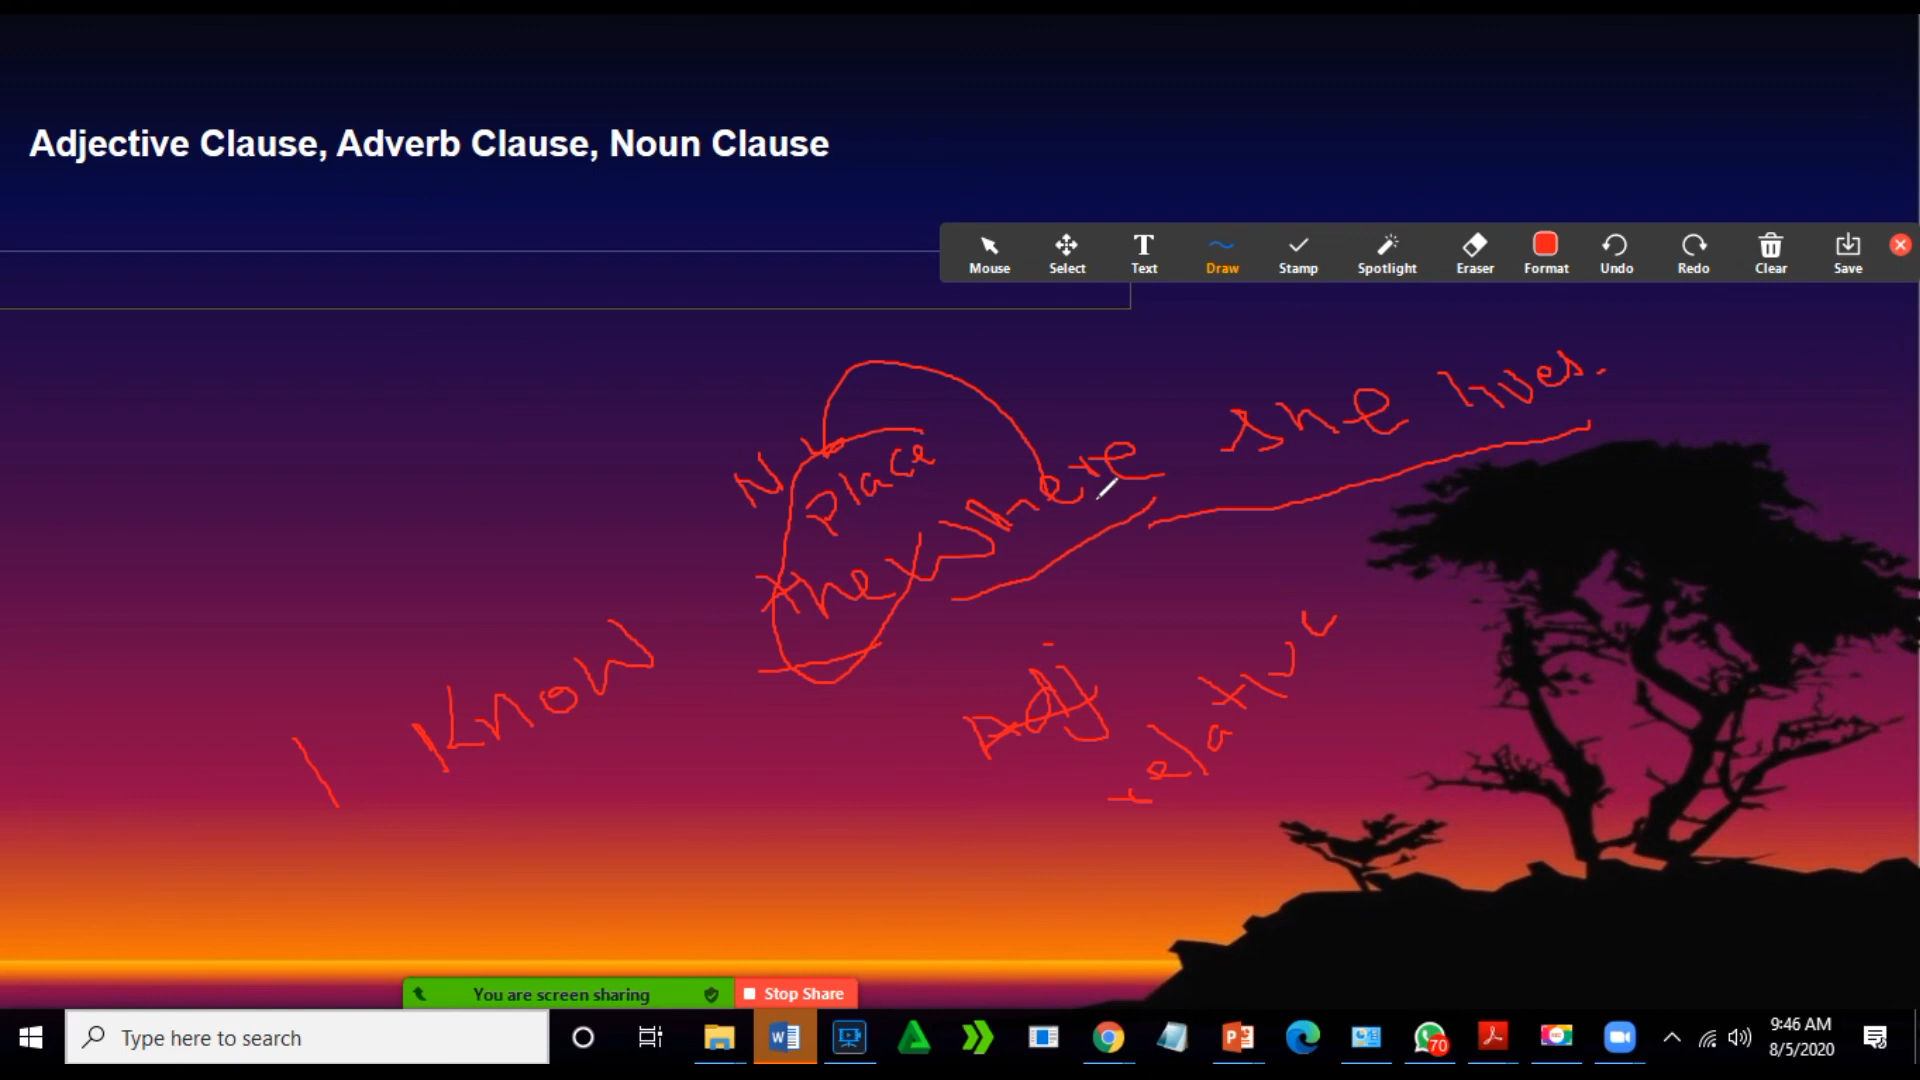 Adjective Clause, Adverb Clause, Noun Clause
Mouse Select Text Draw Stamp Spotlight Eraser Format Undo Redo Clear Save
N place
I know the where she lives.
Adj
relative
You are screen sharing Stop Share
Type here to search
70
9:46 AM
8/5/2020